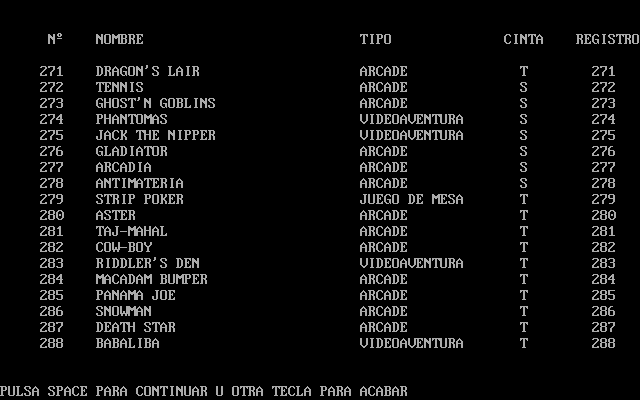 Nº NOMBRE TIPO CINTA REGISTRO
271 DRAGON'S LAIR ARCADE T 271
272 TENNIS ARCADE S 272
273 GHOST'N GOBLINS ARCADE S 273
274 PHANTOMAS VIDEOAVENTURA S 274
275 JACK THE NIPPER VIDEOAVENTURA S 275
276 GLADIATOR ARCADE S 276
277 ARCADIA ARCADE S 277
278 ANTIMATERIA ARCADE S 278
279 STRIP POKER JUEGO DE MESA T 279
280 ASTER ARCADE T 280
281 TAJ-MAHAL ARCADE T 281
282 COW-BOY ARCADE T 282
283 RIDDLER'S DEN VIDEOAVENTURA T 283
284 MACADAM BUMPER ARCADE T 284
285 PANAMA JOE ARCADE T 285
286 SNOWMAN ARCADE T 286
287 DEATH STAR ARCADE T 287
288 BABALIBA VIDEOAVENTURA T 288
PULSA SPACE PARA CONTINUAR U OTRA TECLA PARA ACABAR